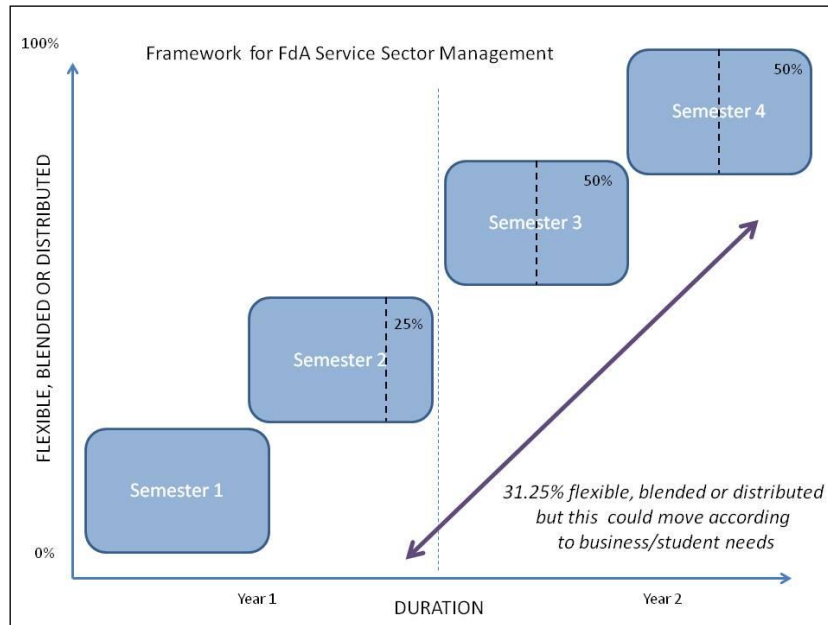 100%
Framework for FdA Service Sector Management
50%
Semester 4
50%
Semester 3
FLEXIBLE, BLENDED OR DISTRIBUTED
25%
Semester 2
Semester 1
31.25% flexible, blended or distributed
but this could move according
to business/student needs
0%
Year 1
DURATION
Year 2